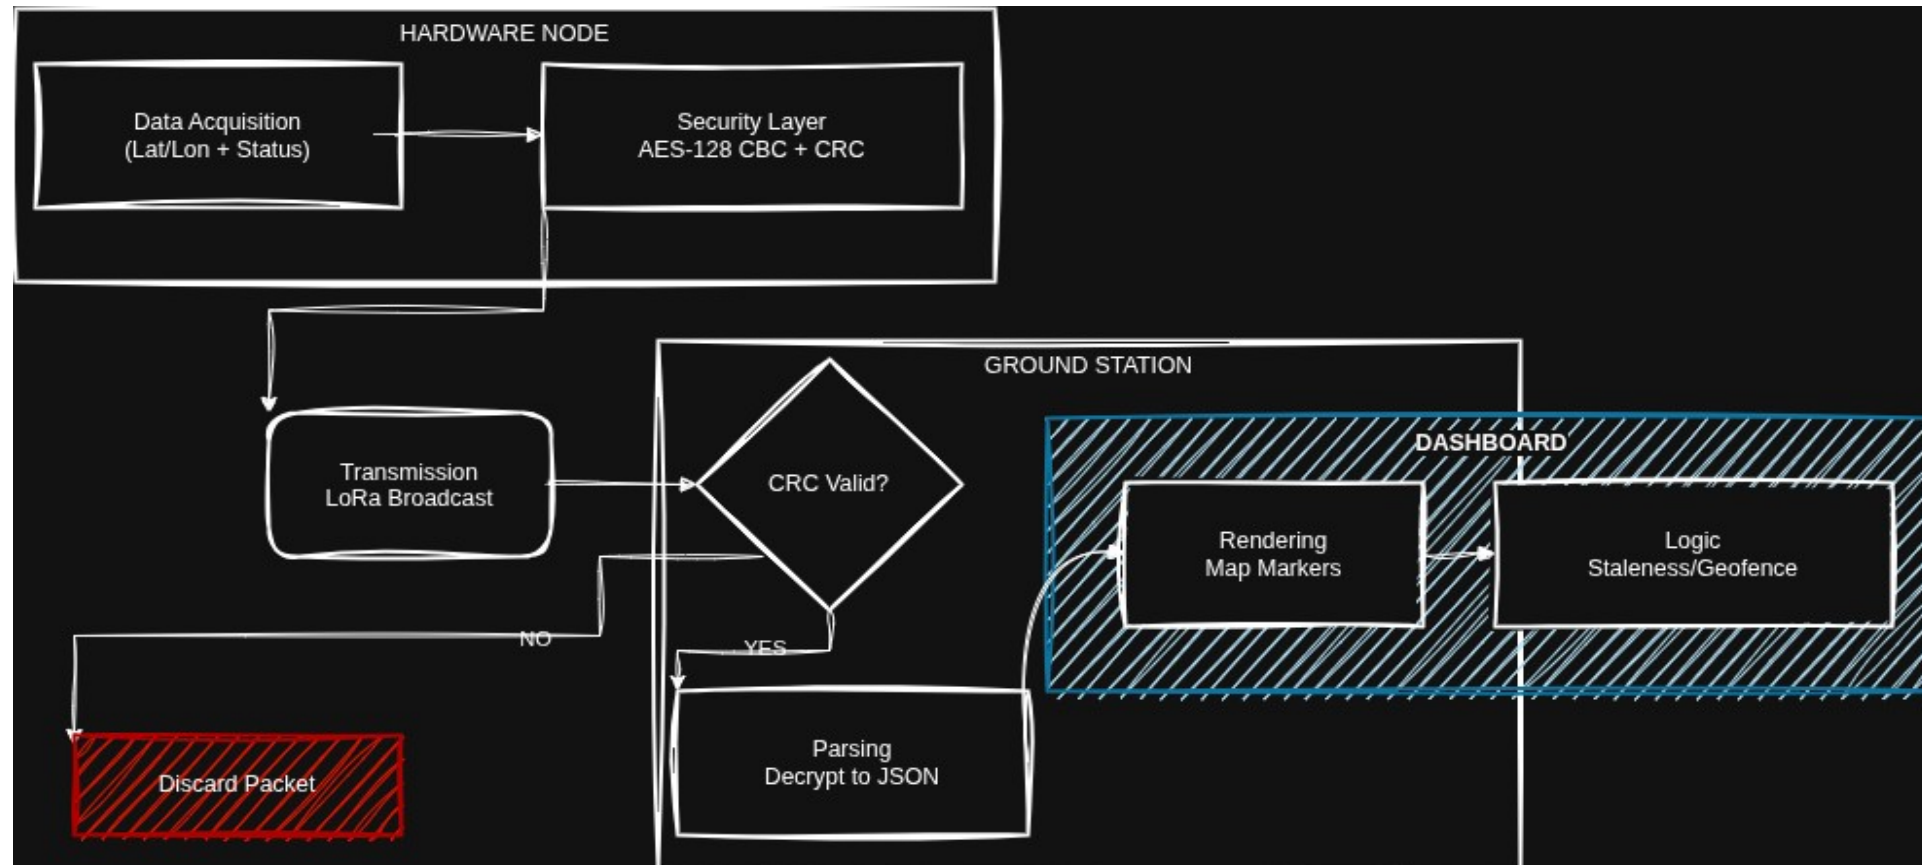 HARDWARE NODE
Data Acquisition
(Lat/Lon + Status)
Security Layer
AES-128 CBC + CRC
GROUND STATION
Transmission
LoRa Broadcast
CRC Valid?
DASHBOARD
Rendering
Map Markers
Logic
Staleness/Geofence
NO
YES
Discard Packet
Parsing
Decrypt to JSON